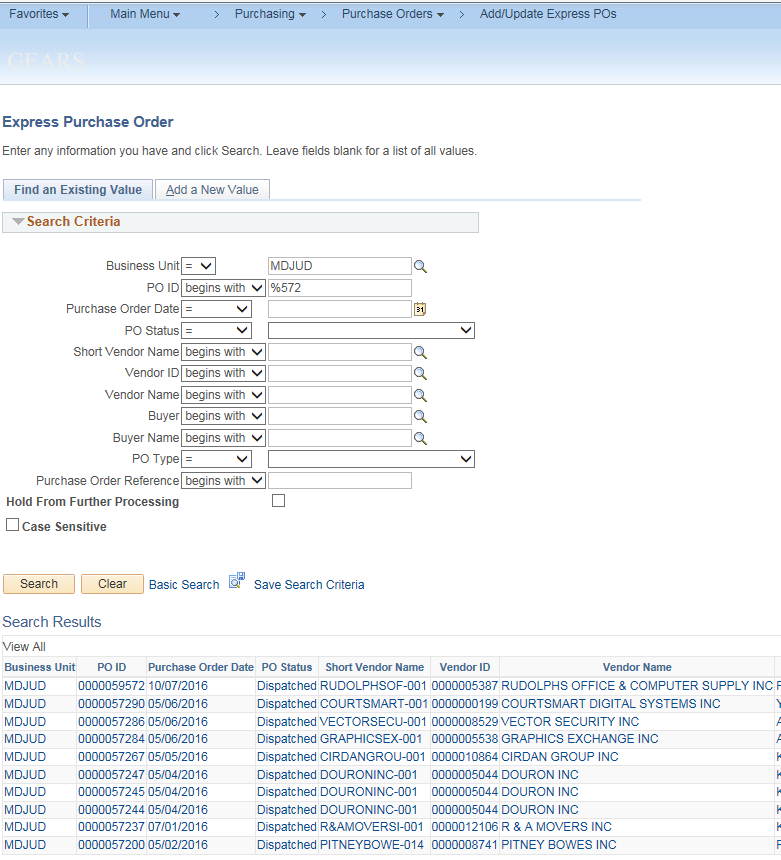 Favorites Main Menu > Purchasing > Purchase Orders > Add/Update Express POs
GEARS
Express Purchase Order
Enter any information you have and click Search. Leave fields blank for a list of all values.
Find an Existing Value Add a New Value
Search Criteria
Business Unit = MDJUD
PO ID begins with %572
Purchase Order Date = 31
PO Status =
Short Vendor Name begins with
Vendor ID begins with
Vendor Name begins with
Buyer begins with
Buyer Name begins with
PO Type =
Purchase Order Reference begins with
Hold From Further Processing
Case Sensitive
Search Clear Basic Search Save Search Criteria
Search Results
View All
Business Unit PO ID Purchase Order Date PO Status Short Vendor Name Vendor ID Vendor Name
MDJUD 0000059572 10/07/2016 Dispatched RUDOLPHSOF-001 0000005387 RUDOLPHS OFFICE & COMPUTER SUPPLY INC
MDJUD 0000057290 05/06/2016 Dispatched COURTSMART-001 0000000199 COURTSMART DIGITAL SYSTEMS INC
MDJUD 0000057286 05/06/2016 Dispatched VECTORSECU-001 0000008529 VECTOR SECURITY INC
MDJUD 0000057284 05/06/2016 Dispatched GRAPHICSEX-001 0000005538 GRAPHICS EXCHANGE INC
MDJUD 0000057267 05/05/2016 Dispatched CIRDANGROU-001 0000010864 CIRDAN GROUP INC
MDJUD 0000057247 05/04/2016 Dispatched DOURONINC-001 0000005044 DOURON INC
MDJUD 0000057245 05/04/2016 Dispatched DOURONINC-001 0000005044 DOURON INC
MDJUD 0000057244 05/04/2016 Dispatched DOURONINC-001 0000005044 DOURON INC
MDJUD 0000057237 07/01/2016 Dispatched R&AMOVERSI-001 0000012106 R & A MOVERS INC
MDJUD 0000057200 05/02/2016 Dispatched PITNEYBOWE-014 0000008741 PITNEY BOWES INC